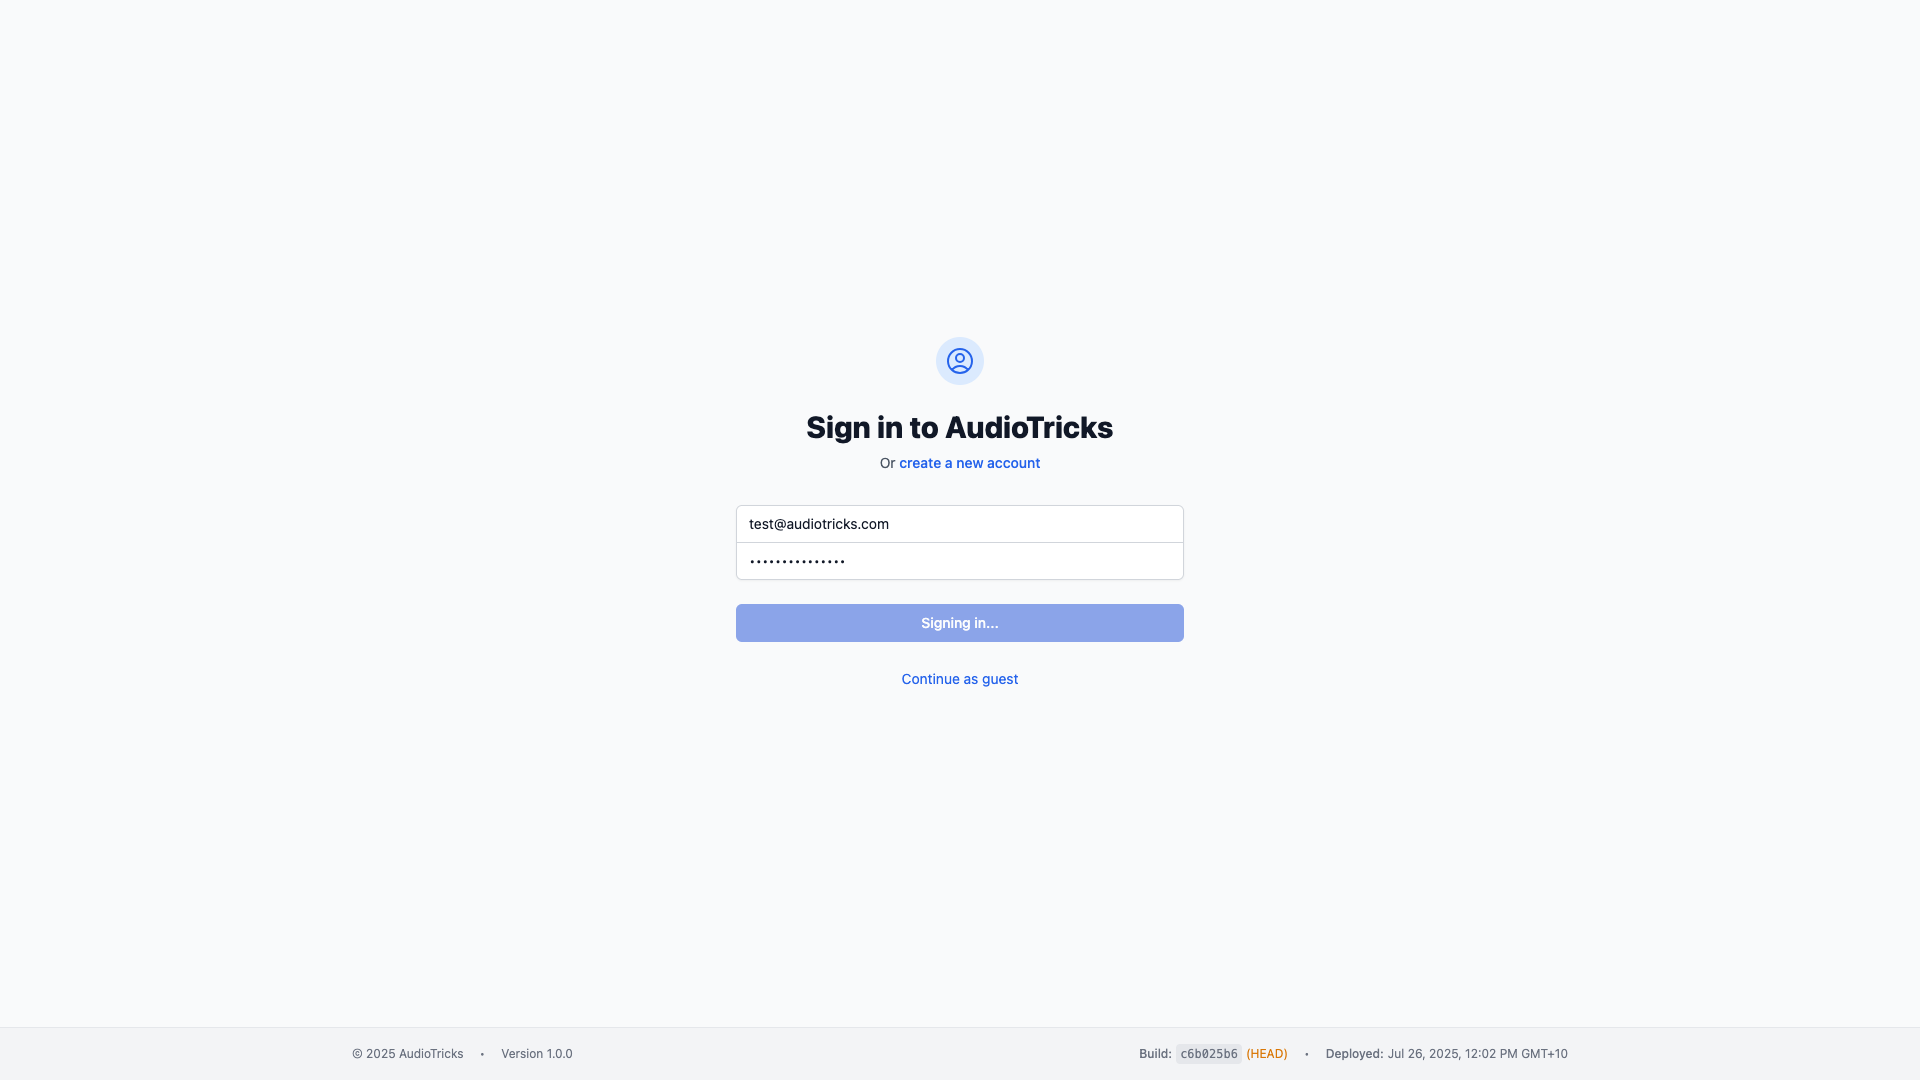 Sign in to AudioTricks
Or create a new account
test@audiotricks.com
•••••••••••••••
Signing in...
Continue as guest
© 2025 AudioTricks • Version 1.0.0
Build: c6b025b6 (HEAD) • Deployed: Jul 26, 2025, 12:02 PM GMT+10